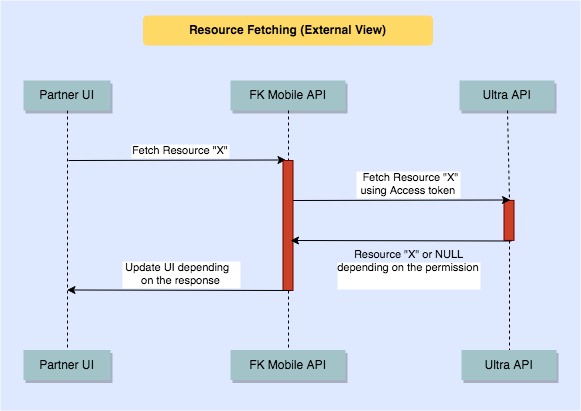 Resource Fetching (External View)
Partner UI
FK Mobile API
Ultra API
Fetch Resource "X"
Fetch Resource "X"
using Access token
Resource "X" or NULL
depending on the permission
Update UI depending
on the response
Partner UI
FK Mobile API
Ultra API